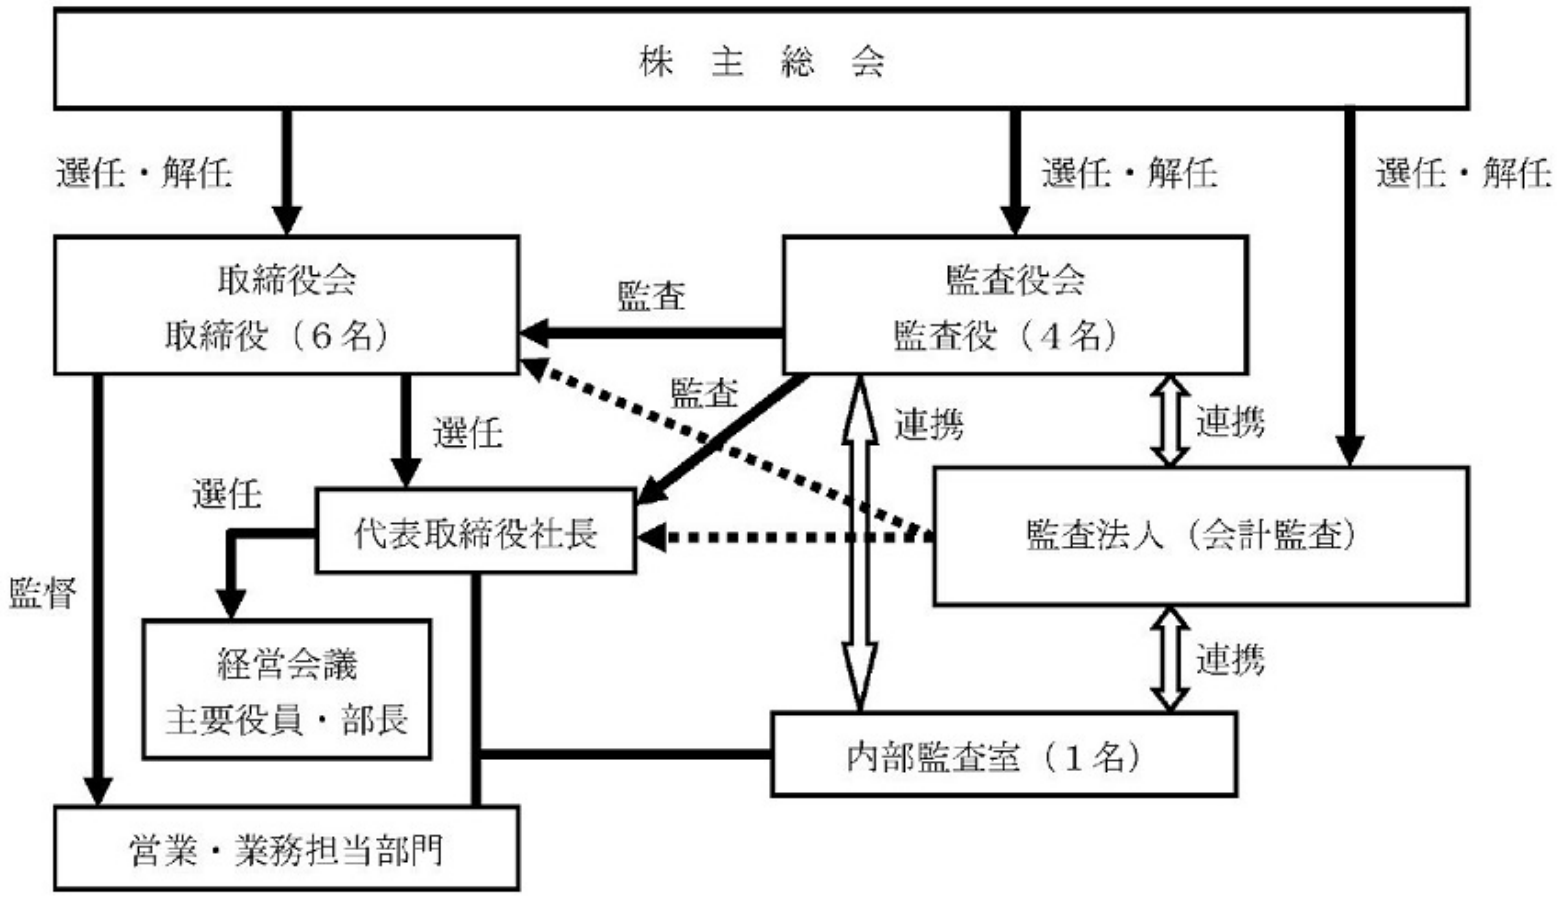 株 主 総 会
選任・解任
選任・解任
選任・解任
取締役会
取締役（６名）
監査
監査役会
監査役（４名）
監査
選任
連携
連携
選任
代表取締役社長
監査法人（会計監査）
監督
経営会議
主要役員・部長
連携
内部監査室（１名）
営業・業務担当部門